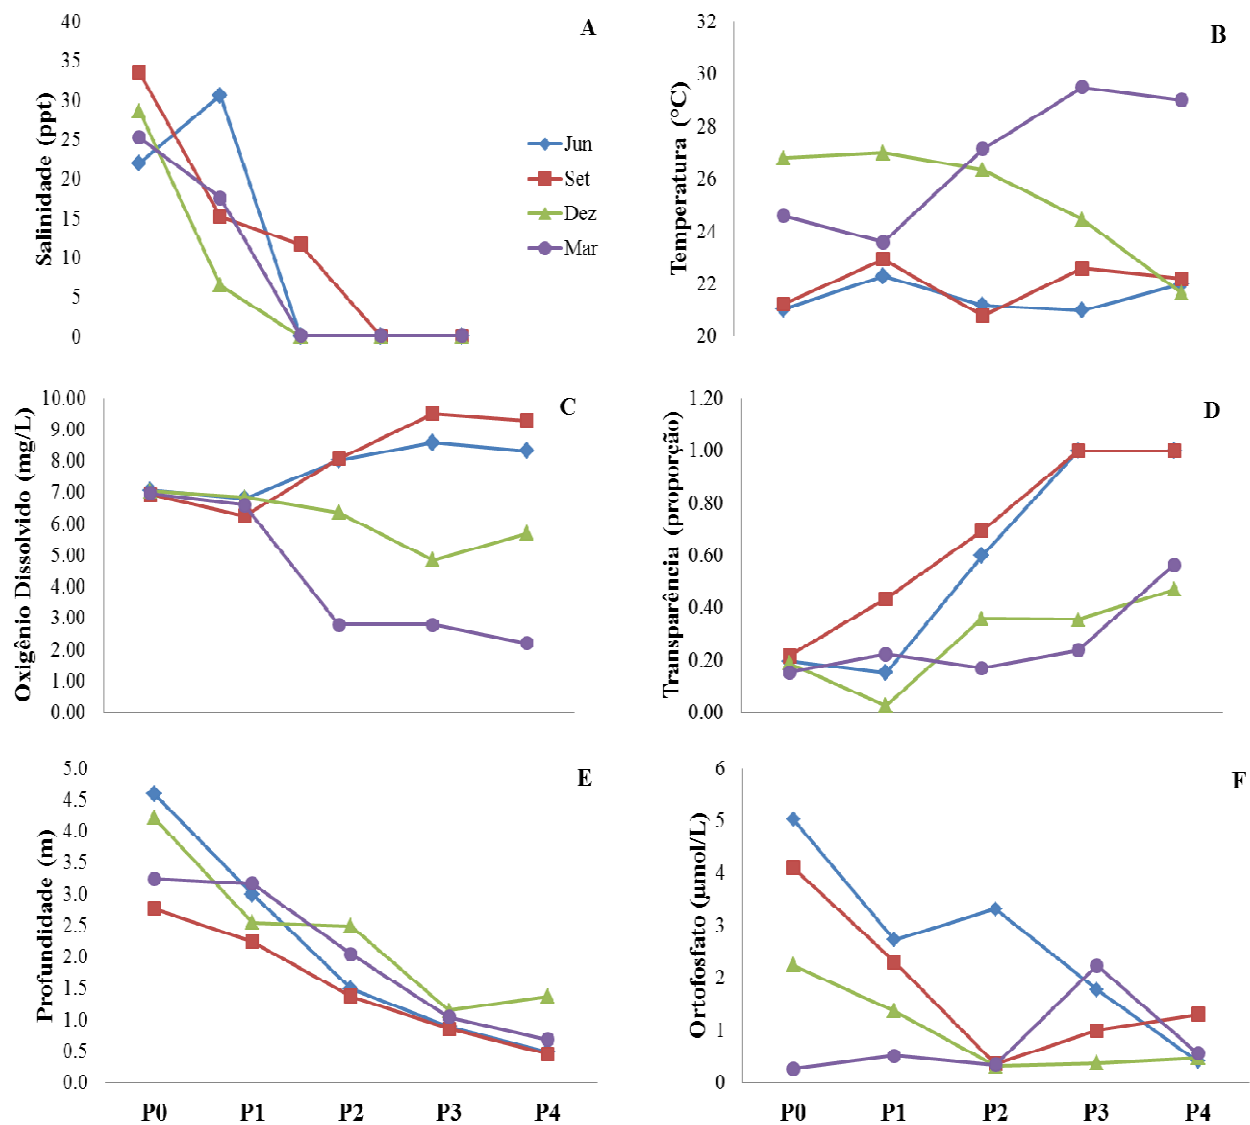 A
Salinidade (ppt)
40
35
30
25
20
15
10
5
0
Jun
Set
Dez
Mar
B
Temperatura (°C)
32
30
28
26
24
22
20
C
Oxigênio Dissolvido (mg/L)
10.00
9.00
8.00
7.00
6.00
5.00
4.00
3.00
2.00
1.00
0.00
D
Transparência (proporção)
1.20
1.00
0.80
0.60
0.40
0.20
0.00
E
Profundidade (m)
5.0
4.5
4.0
3.5
3.0
2.5
2.0
1.5
1.0
0.5
0.0
P0 P1 P2 P3 P4
F
Ortofosfato (µmol/L)
6
5
4
3
2
1
0
P0 P1 P2 P3 P4